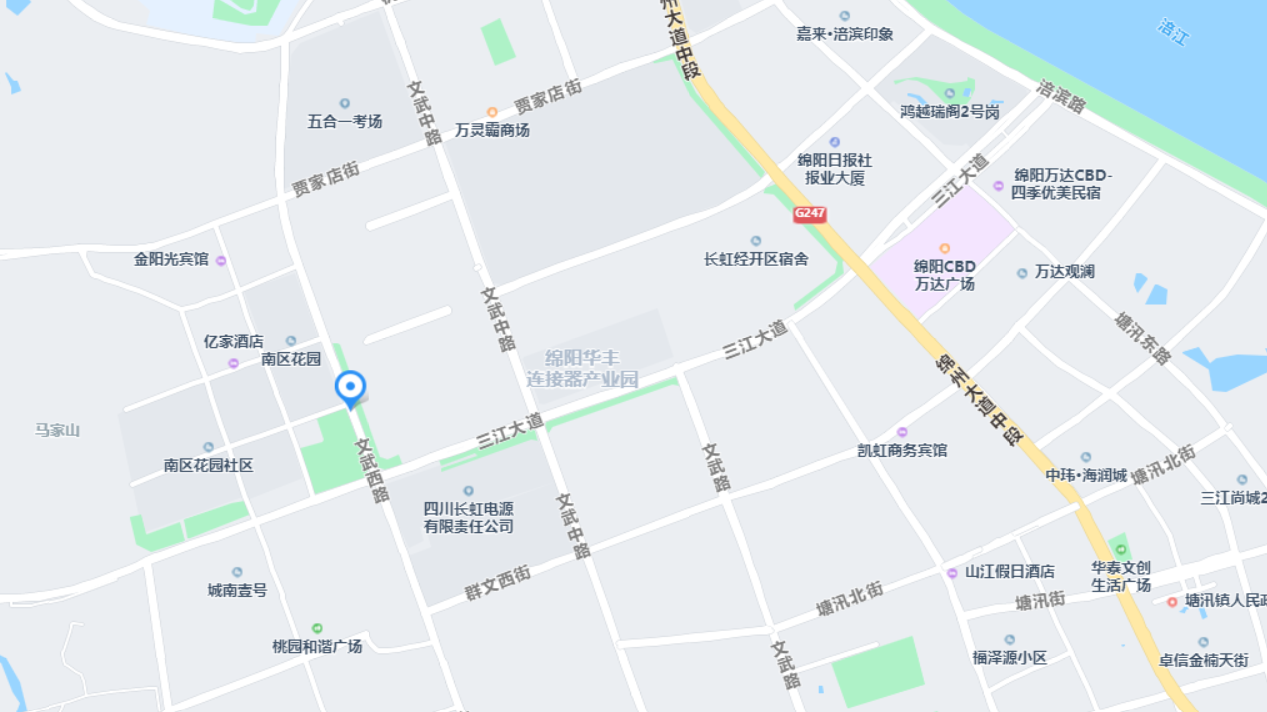 涪江
州大道中段
嘉来·涪滨印象
文武中路
贾家店街
五合一考场
万灵霸商场
涪滨路
鸿越瑞阁2号岗
绵阳日报社
报业大厦
三江大道
绵阳万达CBD-
四季优美民宿
贾家店街
G247
金阳光宾馆
长虹经开区宿舍
绵阳CBD
万达广场
万达观澜
文武中路
塘汛东路
亿家酒店
南区花园
三江大道
绵阳华丰
连接器产业园
绵州大道中段
马家山
三江大道
文武西路
南区花园社区
文武路
凯虹商务宾馆
中玮·海润城
塘汛北街
三江尚城2
四川长虹电源
有限责任公司
文武中路
群文西街
城南壹号
山江假日酒店
华泰文创
生活广场
塘汛北街
塘汛街
塘汛镇人民政
桃园和谐广场
文武路
福泽源小区
卓信金楠天街